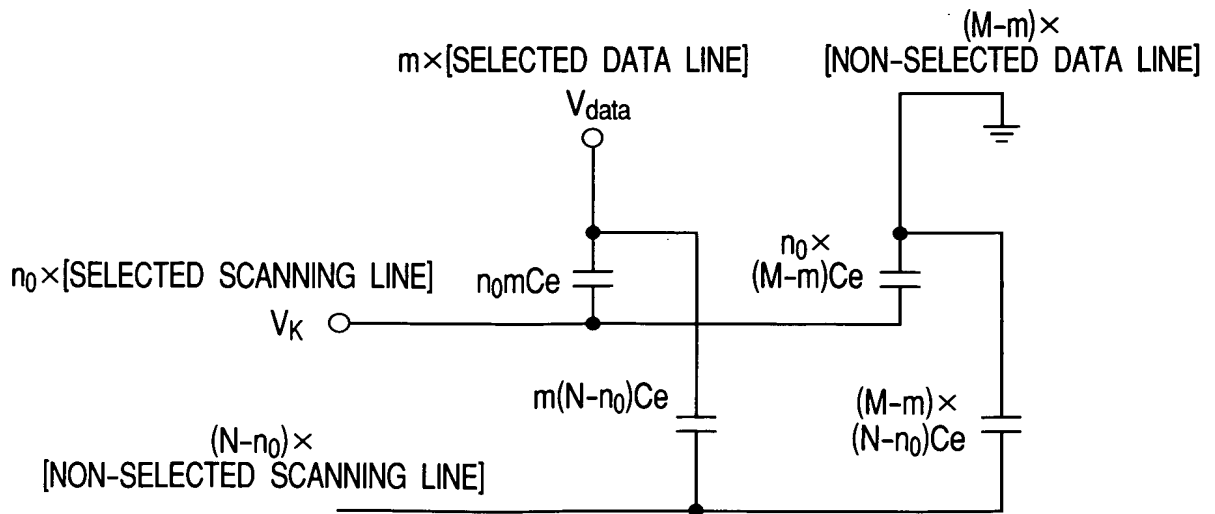 (M-m)×
m×[SELECTED DATA LINE]
[NON-SELECTED DATA LINE]
Vdata
n0×[SELECTED SCANNING LINE]
n0mCe
n0×
(M-m)Ce
VK
m(N-n0)Ce
(M-m)×
(N-n0)Ce
(N-n0)×
[NON-SELECTED SCANNING LINE]